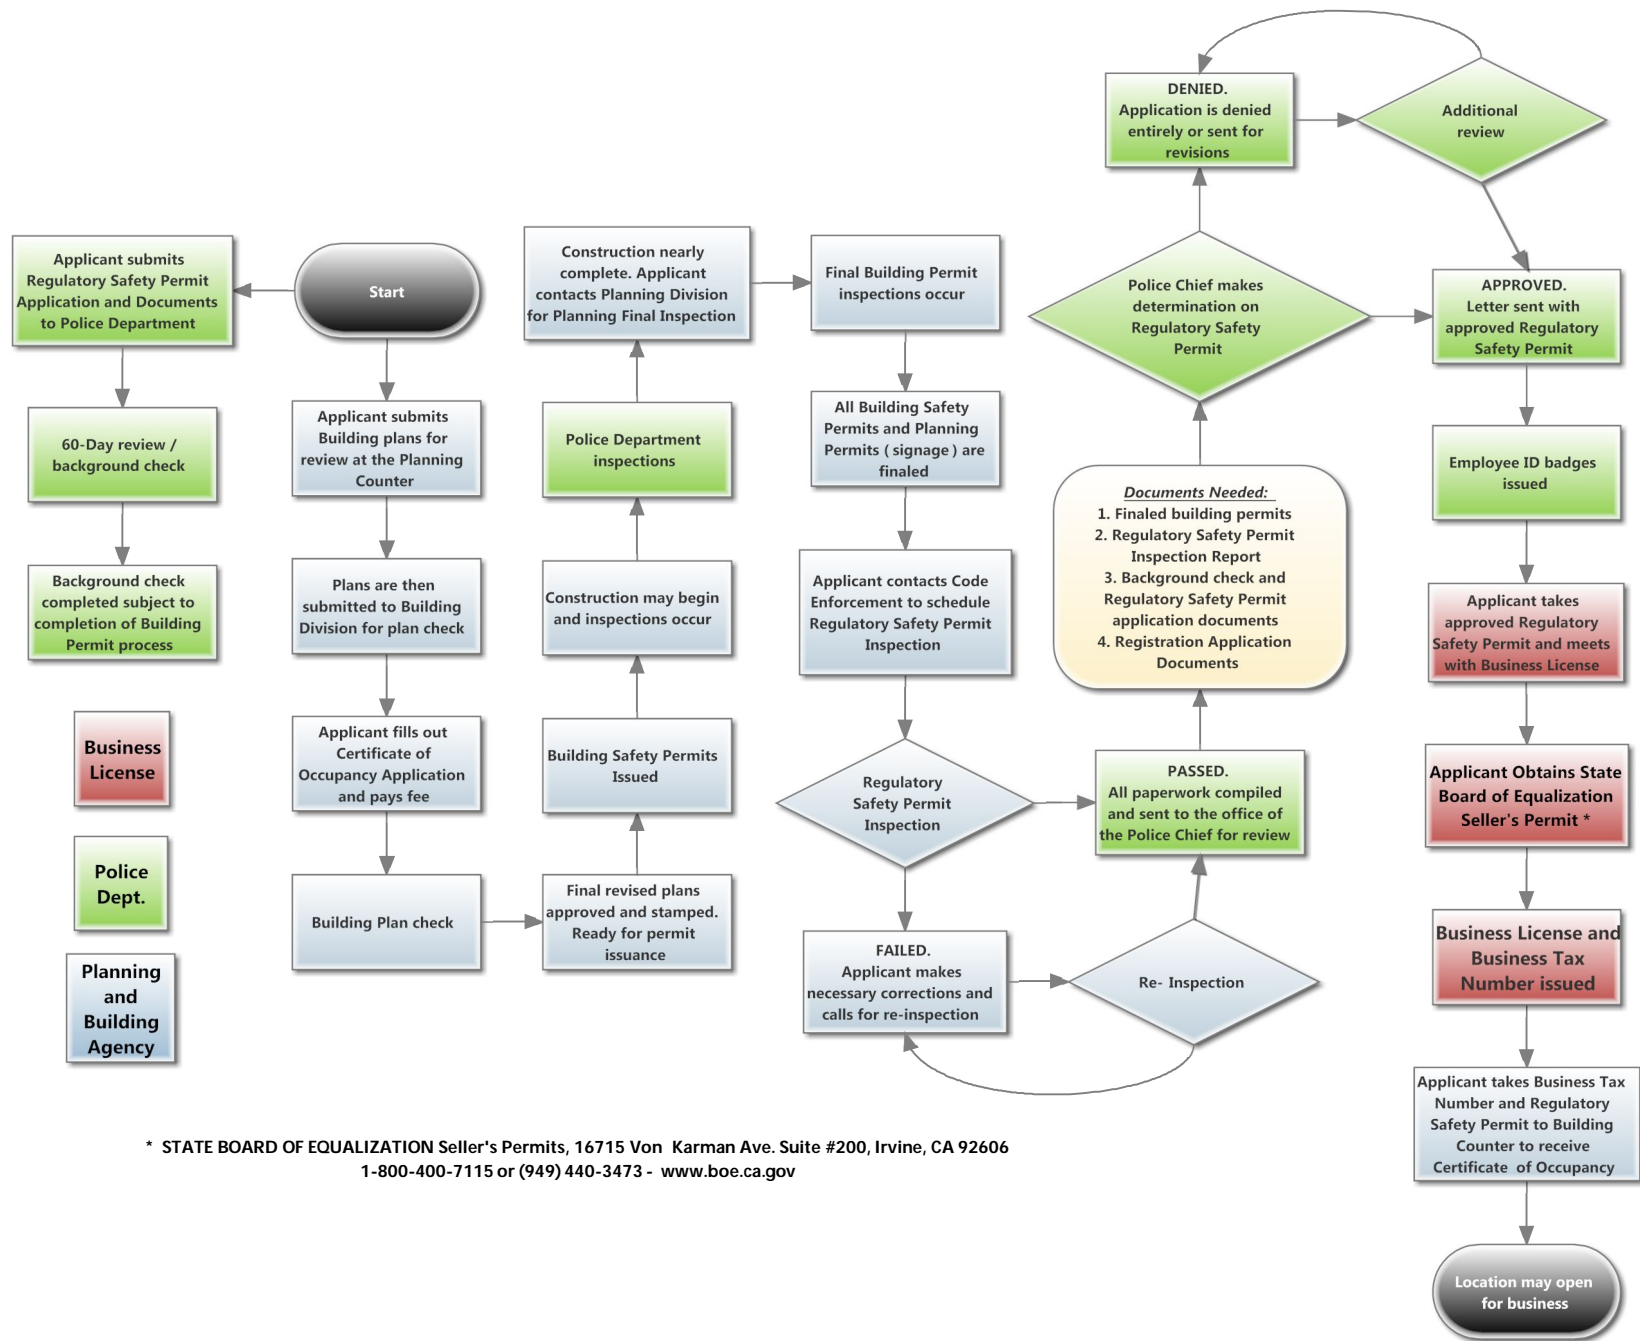 Applicant submits
Regulatory Safety Permit
Application and Documents
to Police Department
60-Day review /
background check
Background check
completed subject to
completion of Building
Permit process
Business
License
Police
Dept.
Planning
and
Building
Agency
Start
Applicant submits
Building plans for
review at the Planning
Counter
Plans are then
submitted to Building
Division for plan check
Applicant fills out
Certificate of
Occupancy Application
and pays fee
Building Plan check
Final revised plans
approved and stamped.
Ready for permit
issuance
Building Safety Permits
Issued
Construction may begin
and inspections occur
Police Department
inspections
Construction nearly
complete. Applicant
contacts Planning Division
for Planning Final Inspection
Final Building Permit
inspections occur
All Building Safety
Permits and Planning
Permits ( signage ) are
finaled
Applicant contacts Code
Enforcement to schedule
Regulatory Safety Permit
Inspection
Regulatory
Safety Permit
Inspection
FAILED.
Applicant makes
necessary corrections and
calls for re-inspection
Re- Inspection
PASSED.
All paperwork compiled
and sent to the office of
the Police Chief for review
Documents Needed:
1. Finaled building permits
2. Regulatory Safety Permit
Inspection Report
3. Background check and
Regulatory Safety Permit
application documents
4. Registration Application
Documents
Police Chief makes
determination on
Regulatory Safety
Permit
DENIED.
Application is denied
entirely or sent for
revisions
Additional
review
APPROVED.
Letter sent with
approved Regulatory
Safety Permit
Employee ID badges
issued
Applicant takes
approved Regulatory
Safety Permit and meets
with Business License
Applicant Obtains State
Board of Equalization
Seller's Permit *
Business License and
Business Tax
Number issued
Applicant takes Business Tax
Number and Regulatory
Safety Permit to Building
Counter to receive
Certificate of Occupancy
Location may open
for business
* STATE BOARD OF EQUALIZATION Seller's Permits, 16715 Von Karman Ave. Suite #200, Irvine, CA 92606
1-800-400-7115 or (949) 440-3473 - www.boe.ca.gov